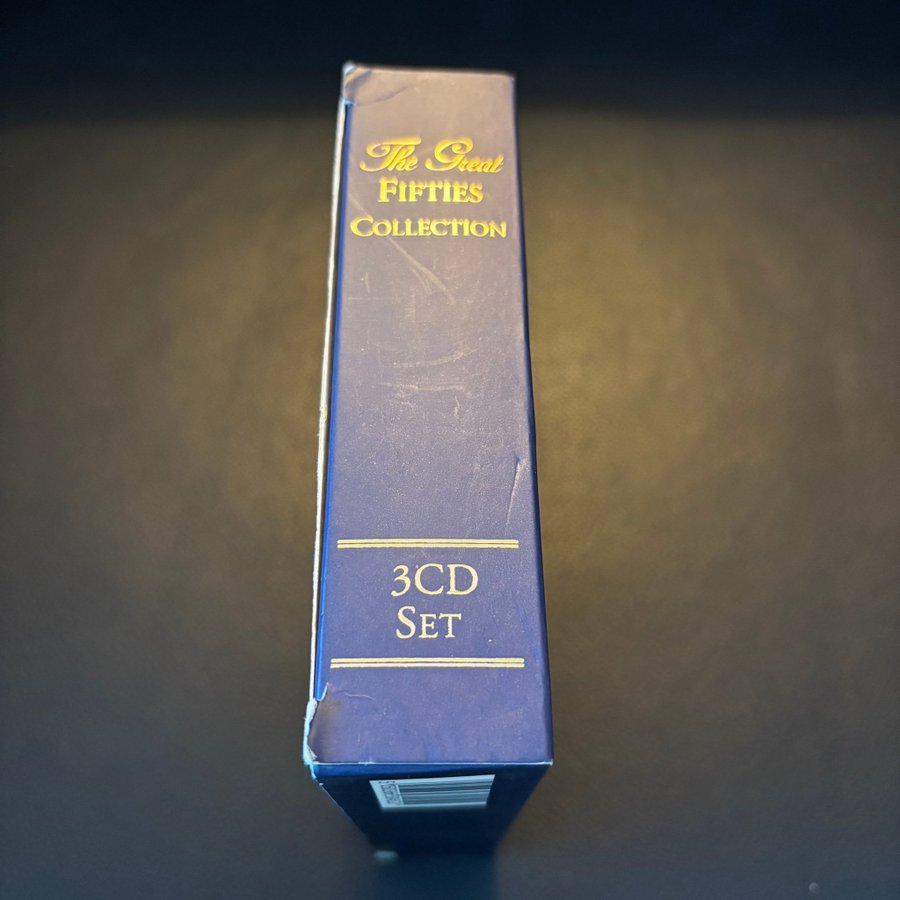 The Great
FIFTIES
COLLECTION
3CD
SET